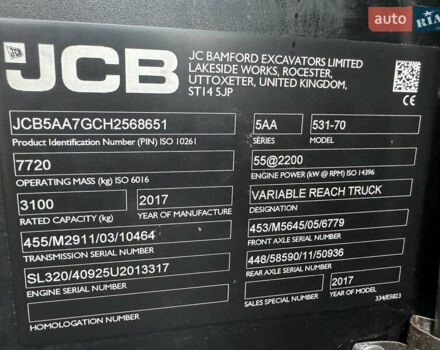 AUTO
RIA
JCB
JCB
JC BAMFORD EXCAVATORS LIMITED
LAKESIDE WORKS, ROCESTER,
UTTOXETER, UNITED KINGDOM,
ST14 5JP
CE
JCB5AA7GCH2568651
Product Identification Number (PIN) ISO 10261
5AA
SERIES
531-70
MODEL
7720
OPERATING MASS (kg) ISO 6016
55@2200
ENGINE POWER (kW @ RPM) ISO 14396
3100
RATED CAPACITY (kg)
2017
YEAR OF MANUFACTURE
VARIABLE REACH TRUCK
DESIGNATION
455/M2911/03/10464
TRANSMISSION SERIAL NUMBER
453/M5645/05/6779
FRONT AXLE SERIAL NUMBER
SL320/40925U2013317
ENGINE SERIAL NUMBER
448/58590/11/50936
REAR AXLE SERIAL NUMBER
HOMOLOGATION NUMBER
SALES SPECIAL NUMBER
2017
YEAR OF MODEL
334/E5823